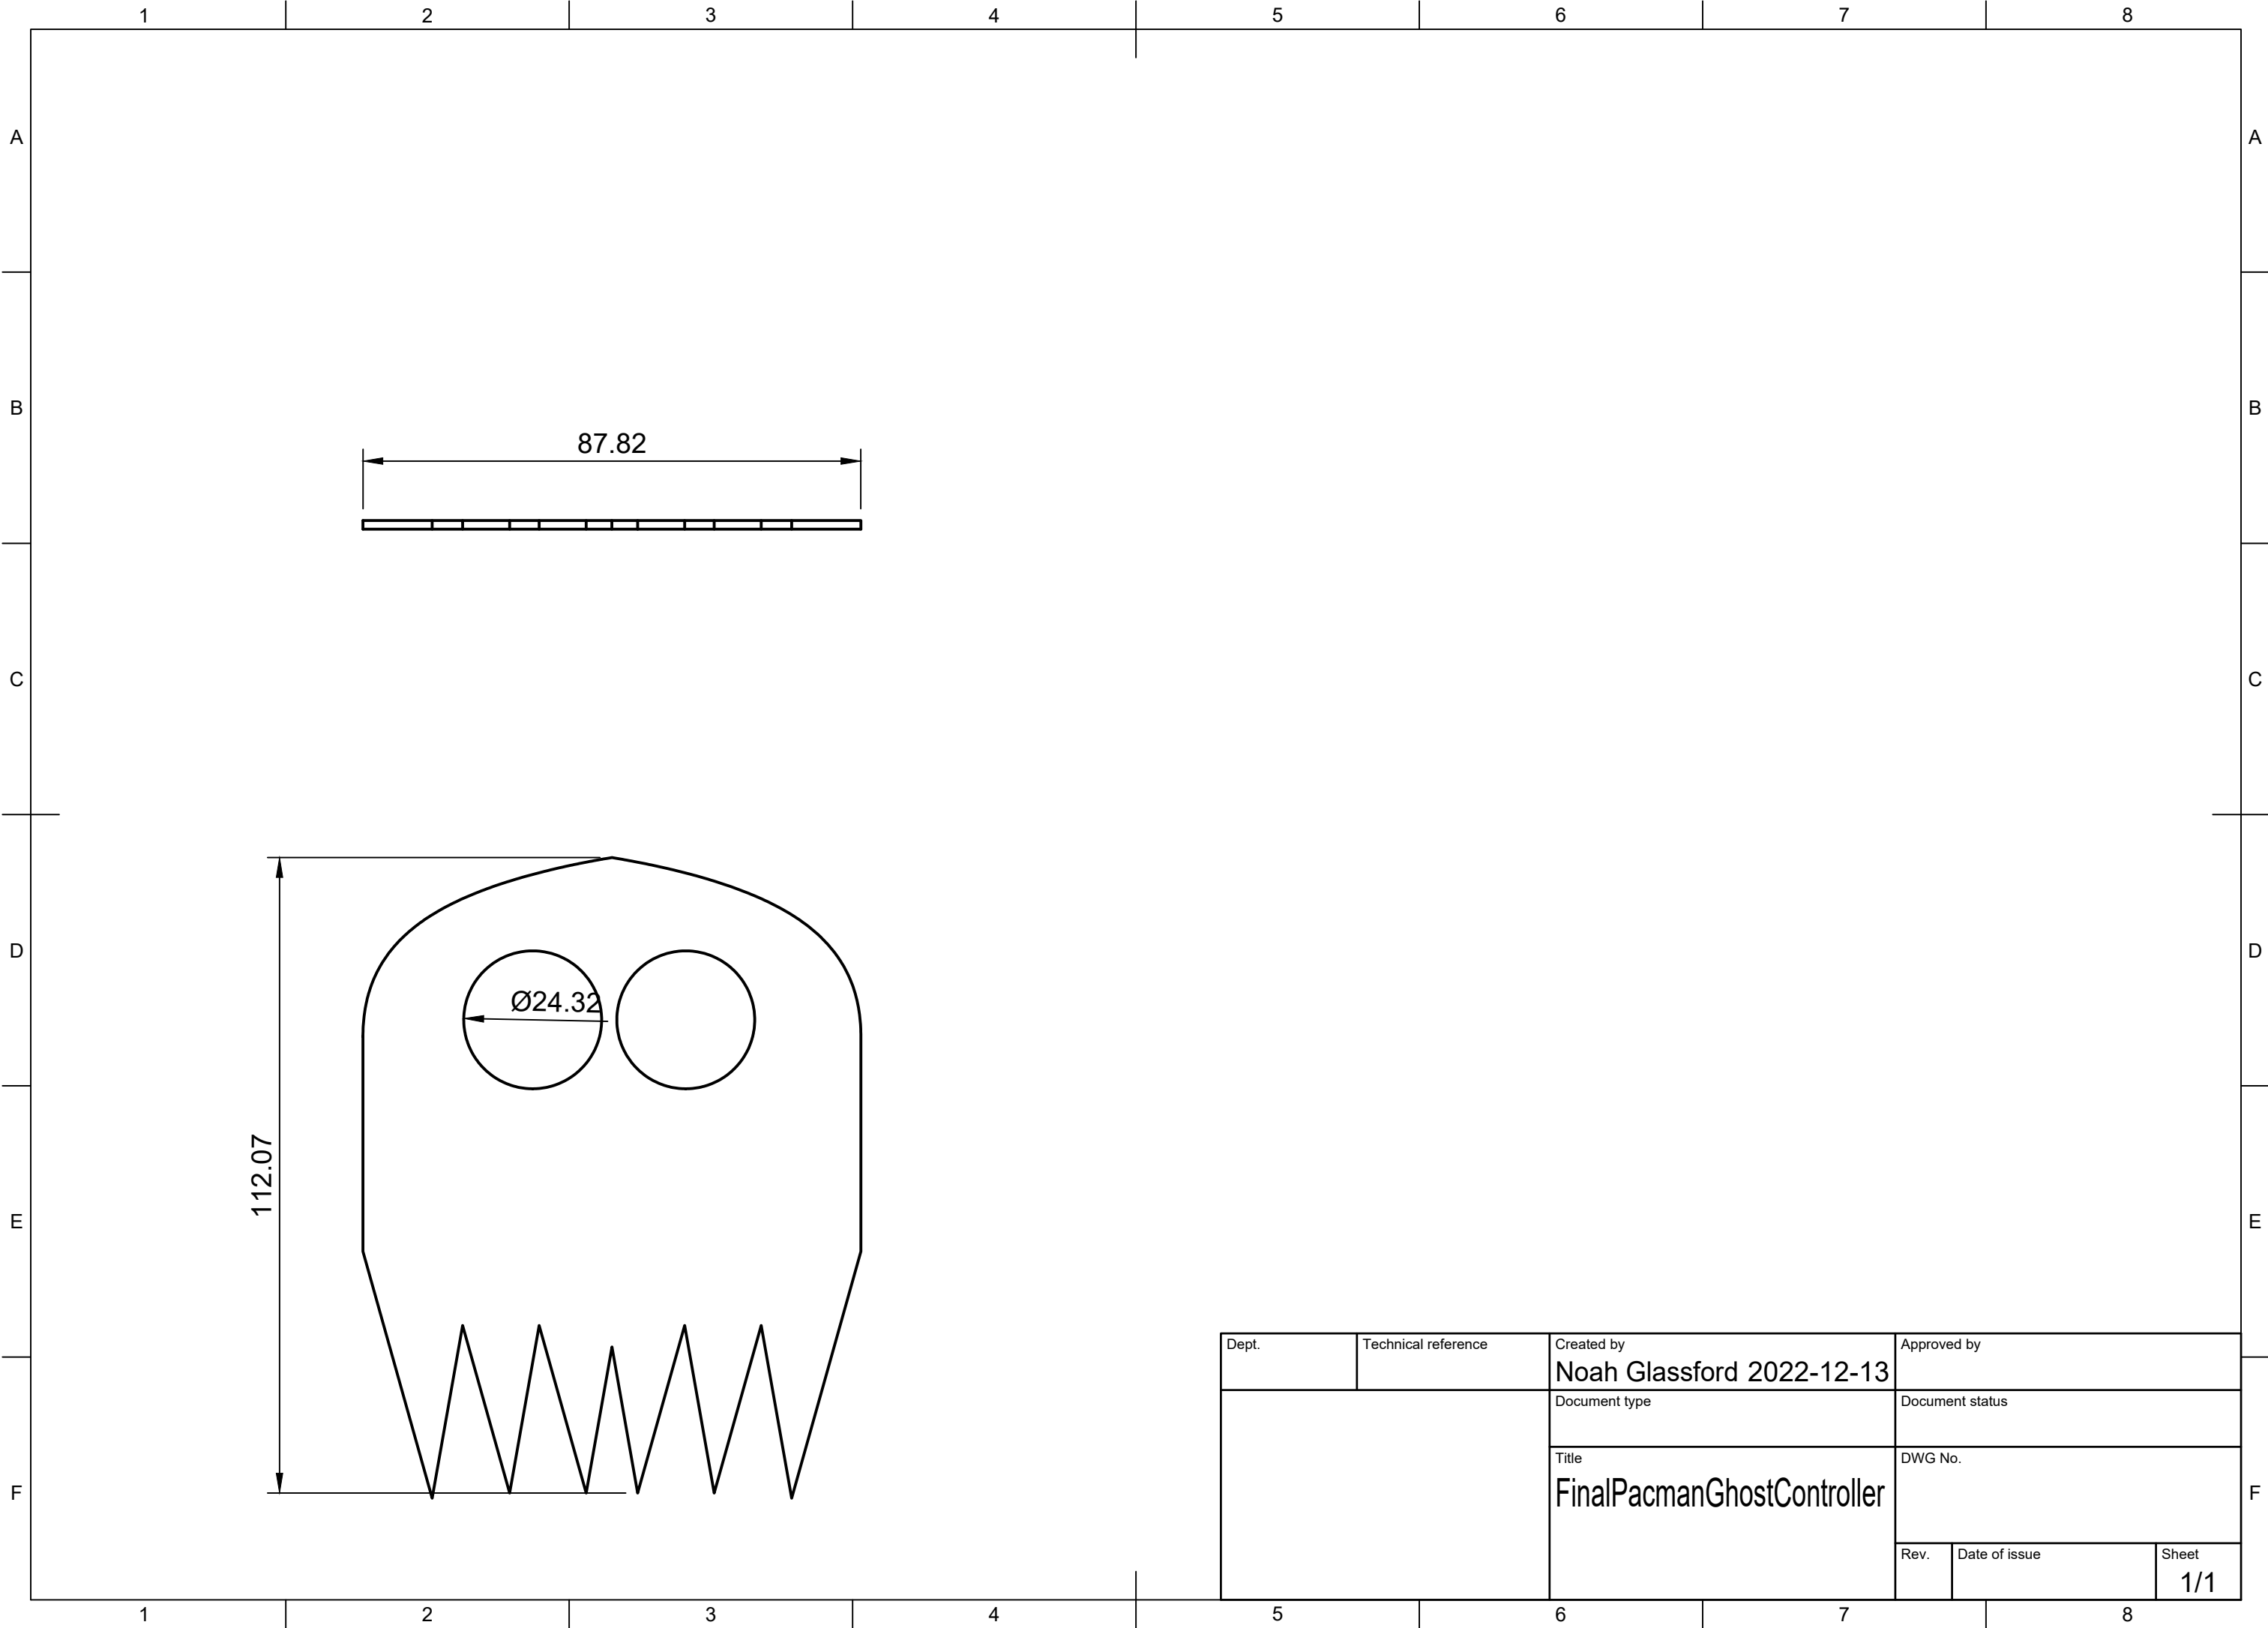 1 2 3 4 5 6 7 8
A A
B B
87.82
C C
D D
Ø24.32
112.07
E E
Dept. Technical reference Created by Approved by
Noah Glassford 2022-12-13
Document type Document status
Title DWG No.
FinalPacmanGhostController
F F
Rev. Date of issue Sheet
1/1
1 2 3 4 5 6 7 8